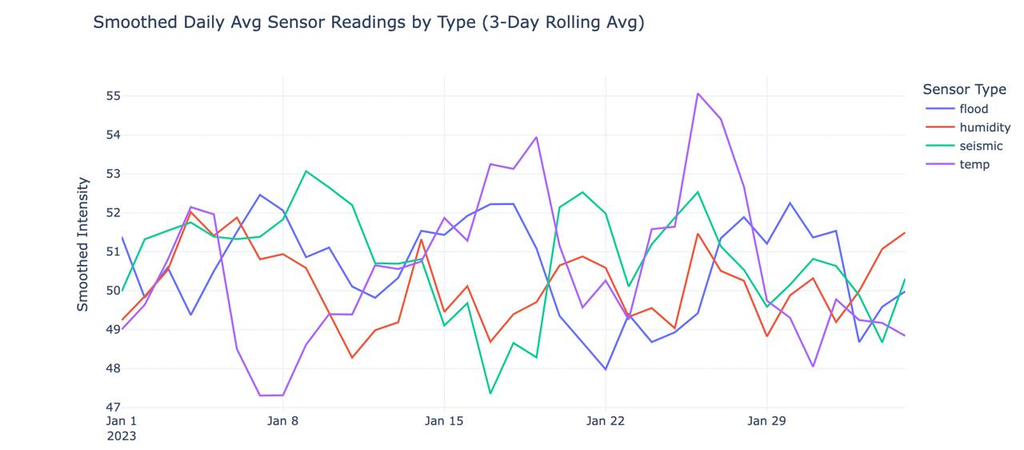 Smoothed Daily Avg Sensor Readings by Type (3-Day Rolling Avg)
Sensor Type
flood
humidity
seismic
temp
Smoothed Intensity
55
54
53
52
51
50
49
48
47
Jan 1 Jan 8 Jan 15 Jan 22 Jan 29
2023